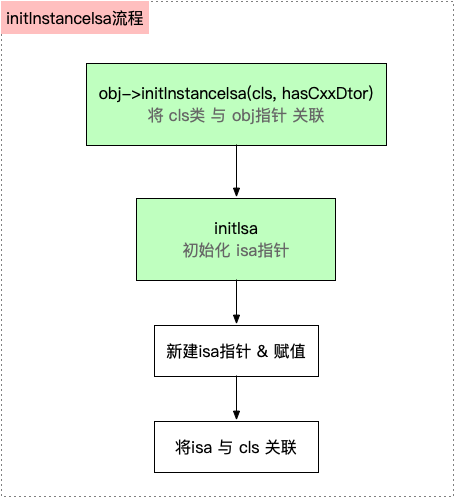 initInstanceIsa流程
obj->initInstanceIsa(cls, hasCxxDtor)
将 cls类 与 obj指针 关联
initIsa
初始化 isa指针
新建isa指针 & 赋值
将isa 与 cls 关联